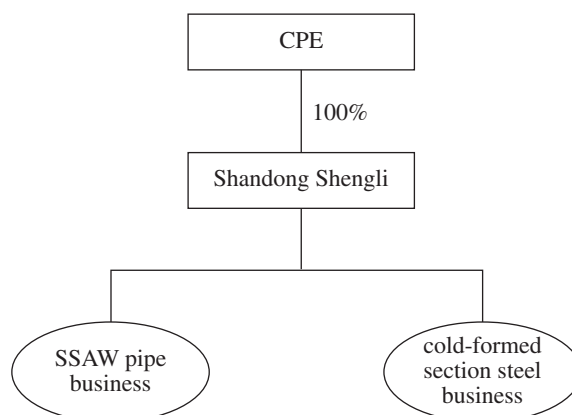 CPE
100%
Shandong Shengli
SSAW pipe
business
cold-formed
section steel
business